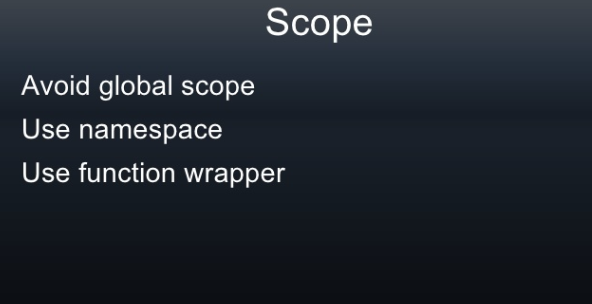 Scope
Avoid global scope
Use namespace
Use function wrapper